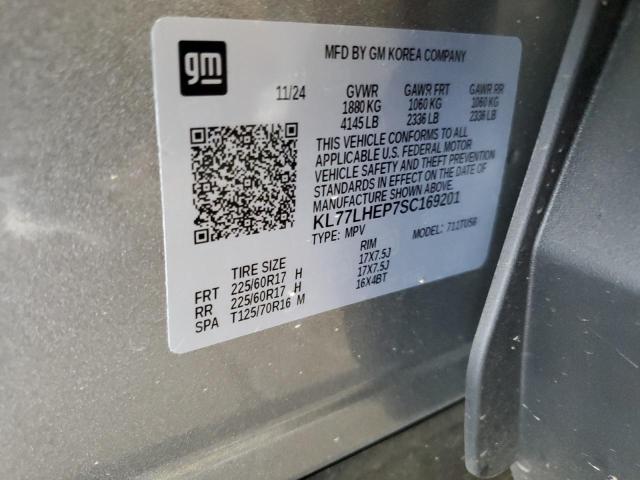 gm
MFD BY GM KOREA COMPANY
11/24 GVWR GAWR FRT GAWR RR
1880 KG 1060 KG 1060 KG
4145 LB 2336 LB 2336 LB
THIS VEHICLE CONFORMS TO ALL
APPLICABLE U.S. FEDERAL MOTOR
VEHICLE SAFETY AND THEFT PREVENTION
STANDARDS IN EFFECT ON THE DATE OF
MANUFACTURE SHOWN ABOVE.
KL77LHEP7SC169201
TYPE: MPV MODEL: 711TU56
TIRE SIZE RIM
FRT 225/60R17 H 17X7.5J
RR 225/60R17 H 17X7.5J
SPA T125/70R16 M 16X4BT